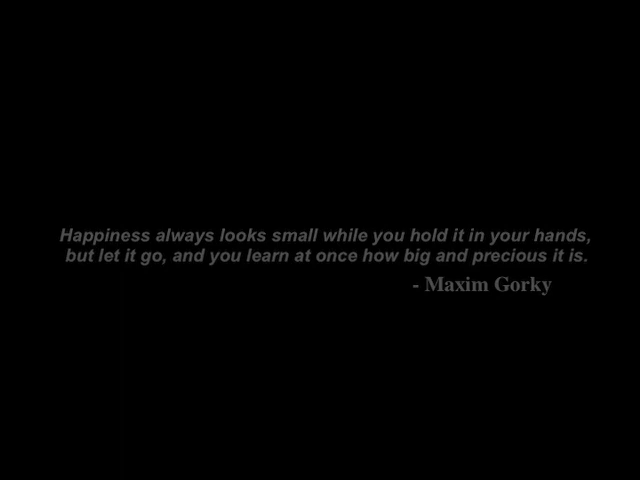 Happiness always looks small while you hold it in your hands,
but let it go, and you learn at once how big and precious it is.
- Maxim Gorky